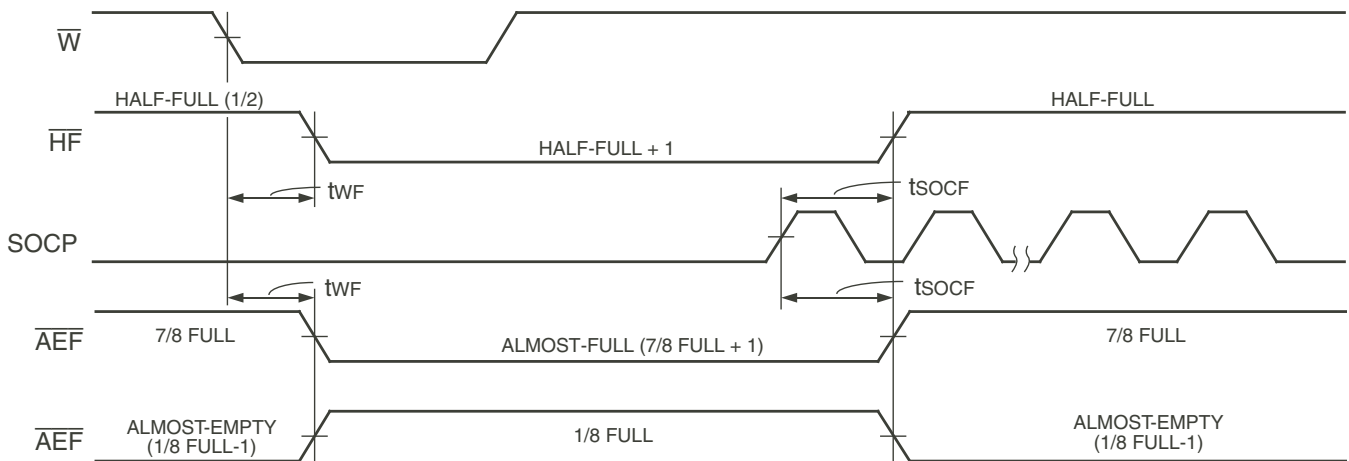 W
HALF-FULL (1/2)
HALF-FULL
HF
HALF-FULL + 1
tWF
tSOCF
SOCP
tWF
tSOCF
AEF
7/8 FULL
ALMOST-FULL (7/8 FULL + 1)
7/8 FULL
AEF
ALMOST-EMPTY
(1/8 FULL-1)
1/8 FULL
ALMOST-EMPTY
(1/8 FULL-1)